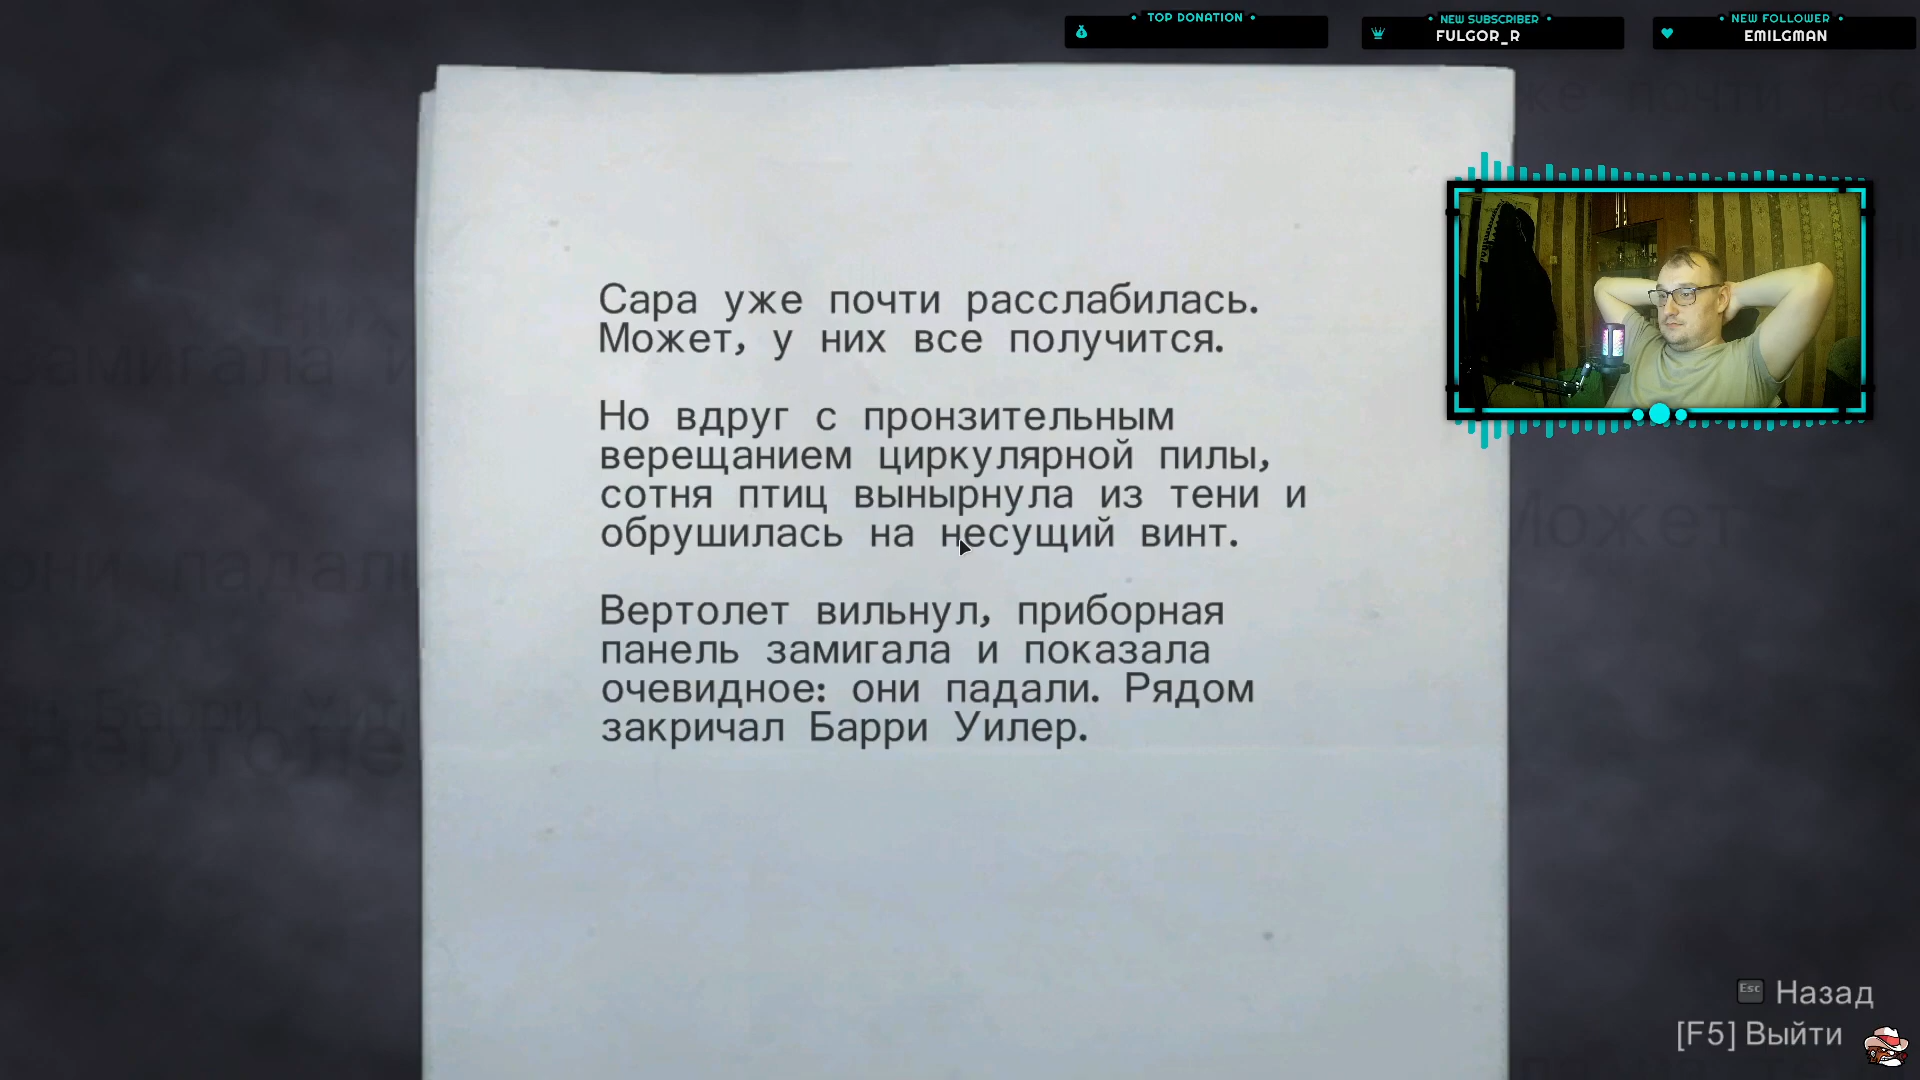 TOP DONATION
NEW SUBSCRIBER
FULGOR_R
NEW FOLLOWER
EMILGMAN
Сара уже почти расслабилась.
Может, у них все получится.
Но вдруг с пронзительным
верещанием циркулярной пилы,
сотня птиц вынырнула из тени и
обрушилась на несущий винт.
Вертолет вильнул, приборная
панель замигала и показала
очевидное: они падали. Рядом
закричал Барри Уилер.
Esc Назад
[F5] Выйти